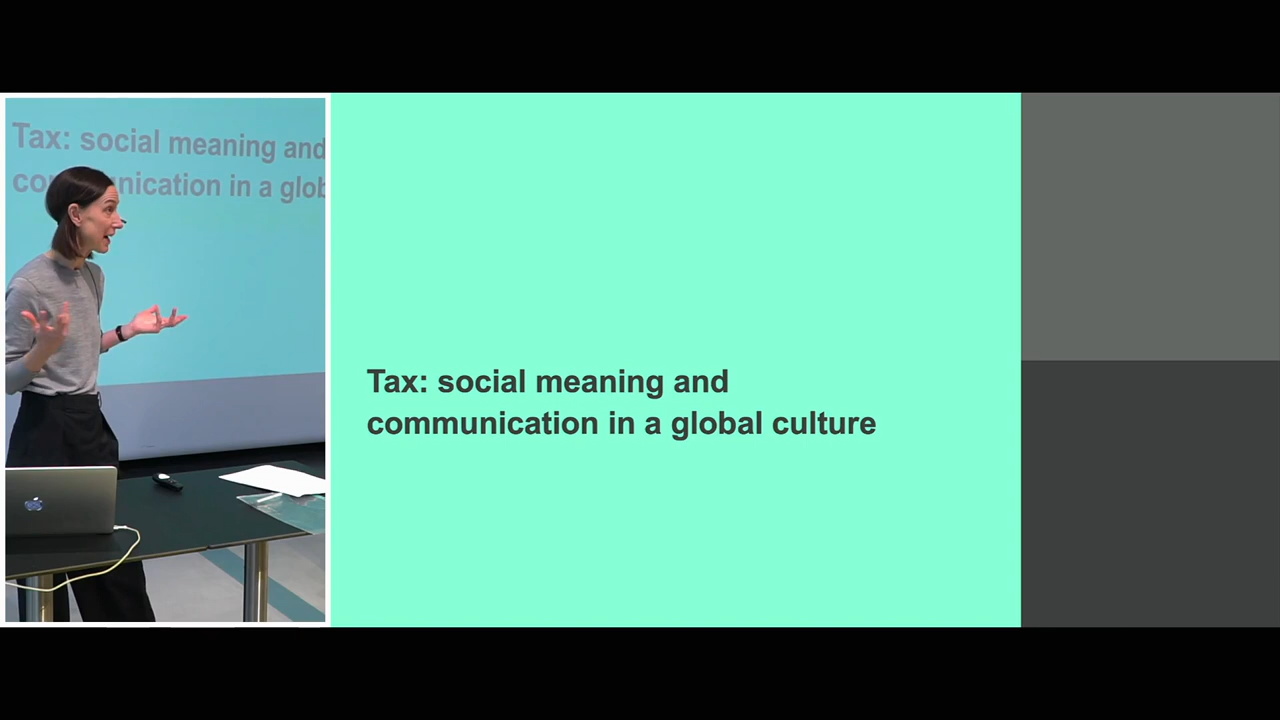 Tax: social meaning and
communication in a glob
Tax: social meaning and
communication in a global culture